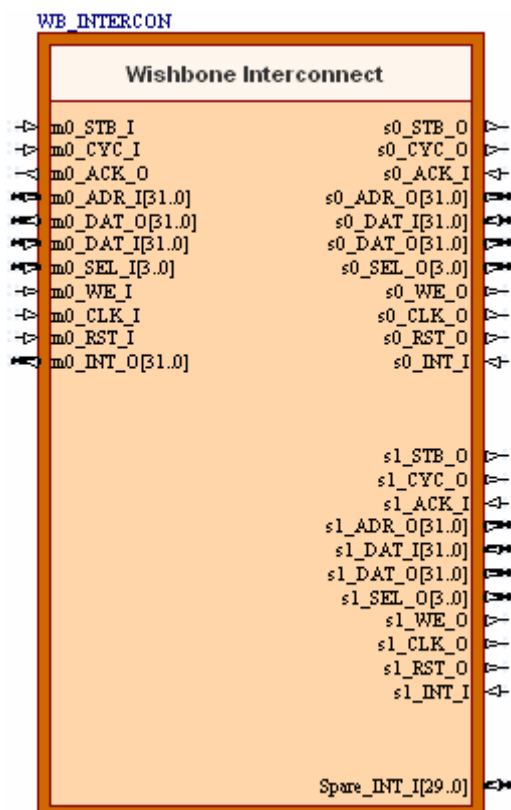 WB_INTERCON
Wishbone Interconnect
m0_STB_I
m0_CYC_I
m0_ACK_O
m0_ADR_I[31..0]
m0_DAT_O[31..0]
m0_DAT_I[31..0]
m0_SEL_I[3..0]
m0_WE_I
m0_CLK_I
m0_RST_I
m0_INT_O[31..0]
s0_STB_O
s0_CYC_O
s0_ACK_I
s0_ADR_O[31..0]
s0_DAT_I[31..0]
s0_DAT_O[31..0]
s0_SEL_O[3..0]
s0_WE_O
s0_CLK_O
s0_RST_O
s0_INT_I
s1_STB_O
s1_CYC_O
s1_ACK_I
s1_ADR_O[31..0]
s1_DAT_I[31..0]
s1_DAT_O[31..0]
s1_SEL_O[3..0]
s1_WE_O
s1_CLK_O
s1_RST_O
s1_INT_I
Spare_INT_I[29..0]